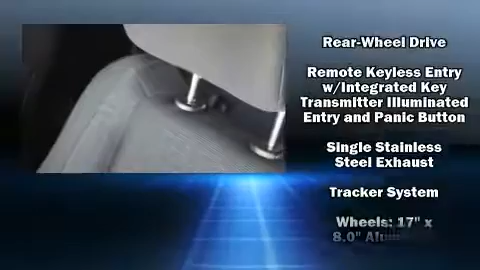 Rear-Wheel Drive
Remote Keyless Entry
w/Integrated Key
Transmitter Illuminated
Entry and Panic Button
Single Stainless
Steel Exhaust
Tracker System
Wheels: 17" x
8.0"